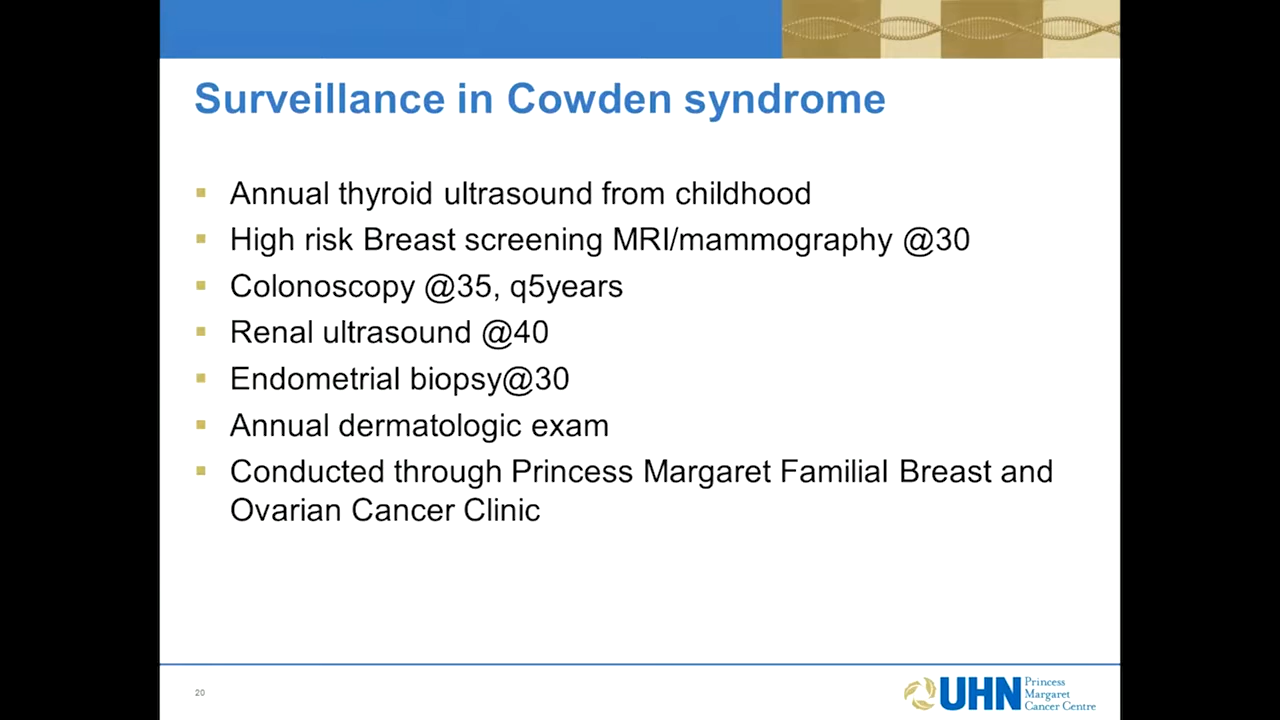 Surveillance in Cowden syndrome
Annual thyroid ultrasound from childhood
High risk Breast screening MRI/mammography @30
Colonoscopy @35, q5years
Renal ultrasound @40
Endometrial biopsy@30
Annual dermatologic exam
Conducted through Princess Margaret Familial Breast and
Ovarian Cancer Clinic
20
UHN
Princess
Margaret
Cancer Centre